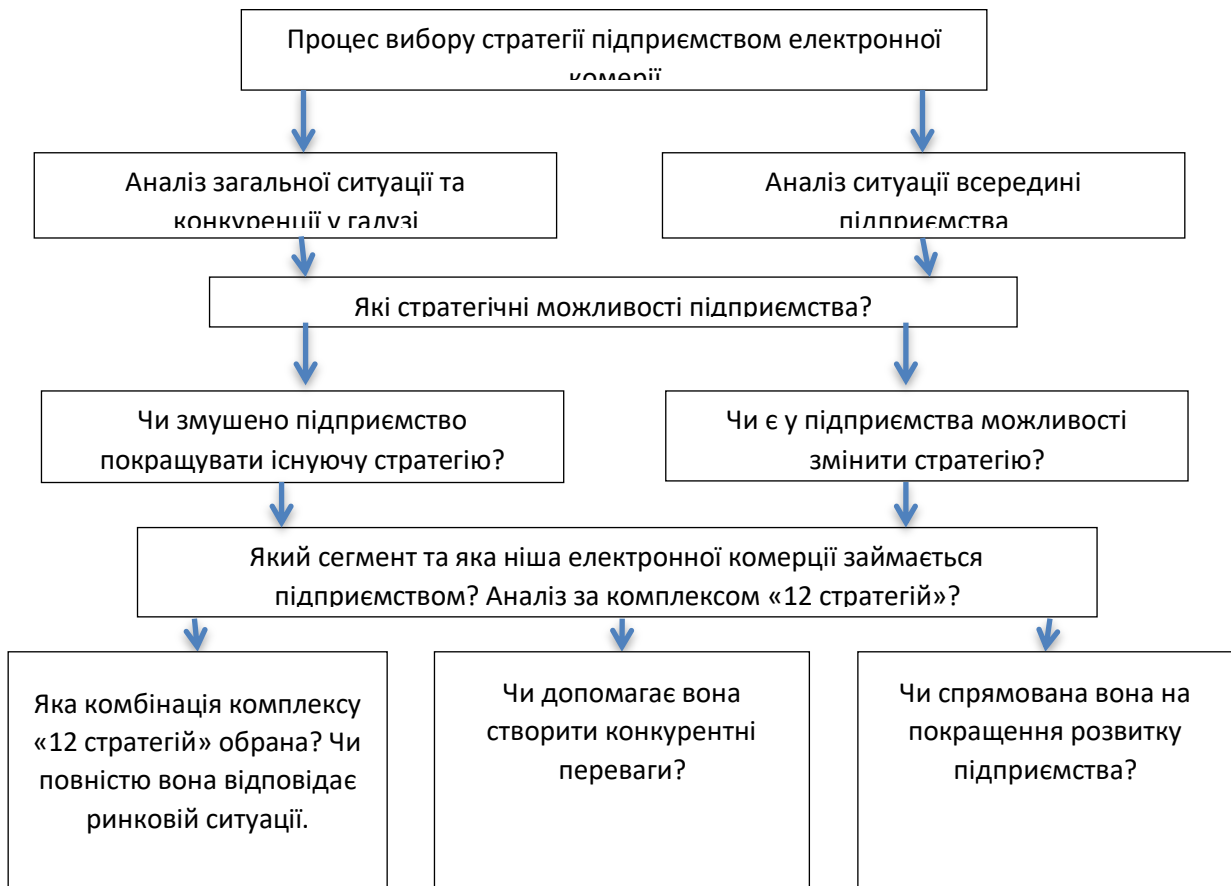 Процес вибору стратегії підприємством електронної
комерії
Аналіз загальної ситуації та
конкуренції у галузі
Аналіз ситуації всередині
підприємства
Які стратегічні можливості підприємства?
Чи змушено підприємство
покращувати існуючу стратегію?
Чи є у підприємства можливості
змінити стратегію?
Який сегмент та яка ніша електронної комерції займається
підприємством? Аналіз за комплексом «12 стратегій»?
Яка комбінація комплексу
«12 стратегій» обрана? Чи
повністю вона відповідає
ринковій ситуації.
Чи допомагає вона
створити конкурентні
переваги?
Чи спрямована вона на
покращення розвитку
підприємства?